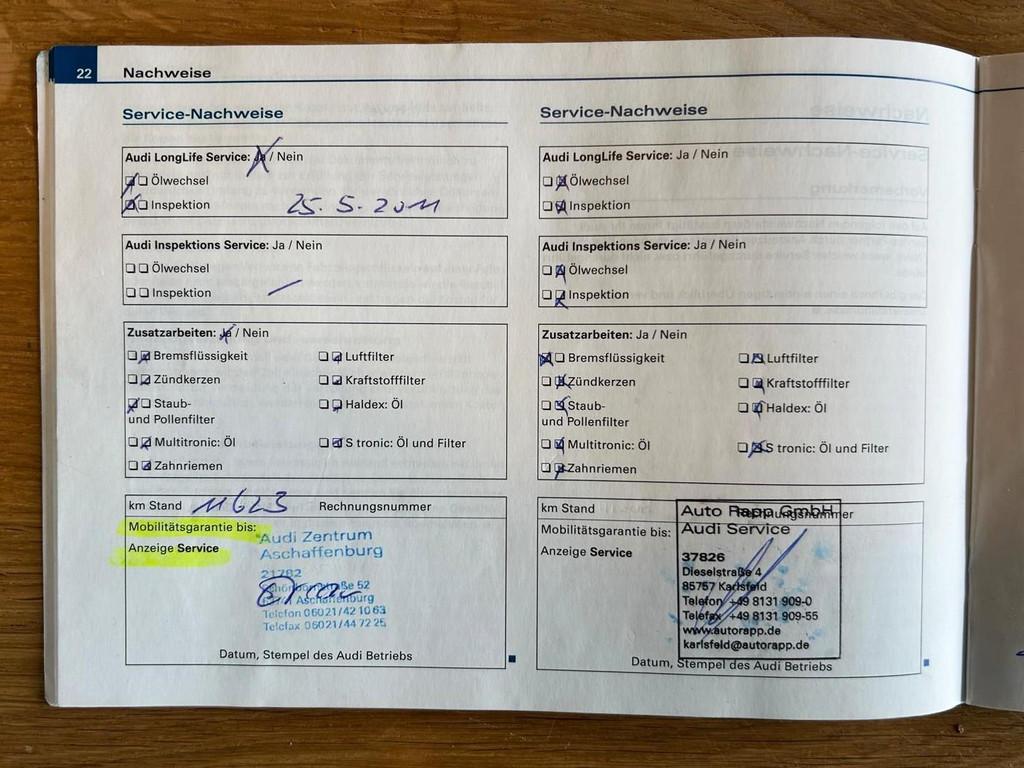 22 Nachweise
Service-Nachweise
Audi LongLife Service: Ja / Nein
Ölwechsel
Inspektion 25.5.2011
Audi Inspektions Service: Ja / Nein
Ölwechsel
Inspektion
Zusatzarbeiten: Ja / Nein
Bremsflüssigkeit Luftfilter
Zündkerzen Kraftstofffilter
Staub- Haldex: Öl
und Pollenfilter
Multitronic: Öl S tronic: Öl und Filter
Zahnriemen
km Stand 11623 Rechnungsnummer
Mobilitätsgarantie bis:
Anzeige Service
Audi Zentrum
Aschaffenburg
21782
52
Aschaffenburg
Telefon 06021/42 10 63
Telefax 06021/44 72 25
Datum, Stempel des Audi Betriebs
Service-Nachweise
Audi LongLife Service: Ja / Nein
Ölwechsel
Inspektion
Audi Inspektions Service: Ja / Nein
Ölwechsel
Inspektion
Zusatzarbeiten: Ja / Nein
Bremsflüssigkeit Luftfilter
Zündkerzen Kraftstofffilter
Staub- Haldex: Öl
und Pollenfilter
Multitronic: Öl S tronic: Öl und Filter
Zahnriemen
km Stand Rechnungsnummer
Mobilitätsgarantie bis:
Anzeige Service
Auto Rapp GmbH
Audi Service
37826
Dieselstraße 4
85757 Karlsfeld
Telefon +49 8131 909-0
Telefax +49 8131 909-55
www.autorapp.de
karlsfeld@autorapp.de
Datum, Stempel des Audi Betriebs